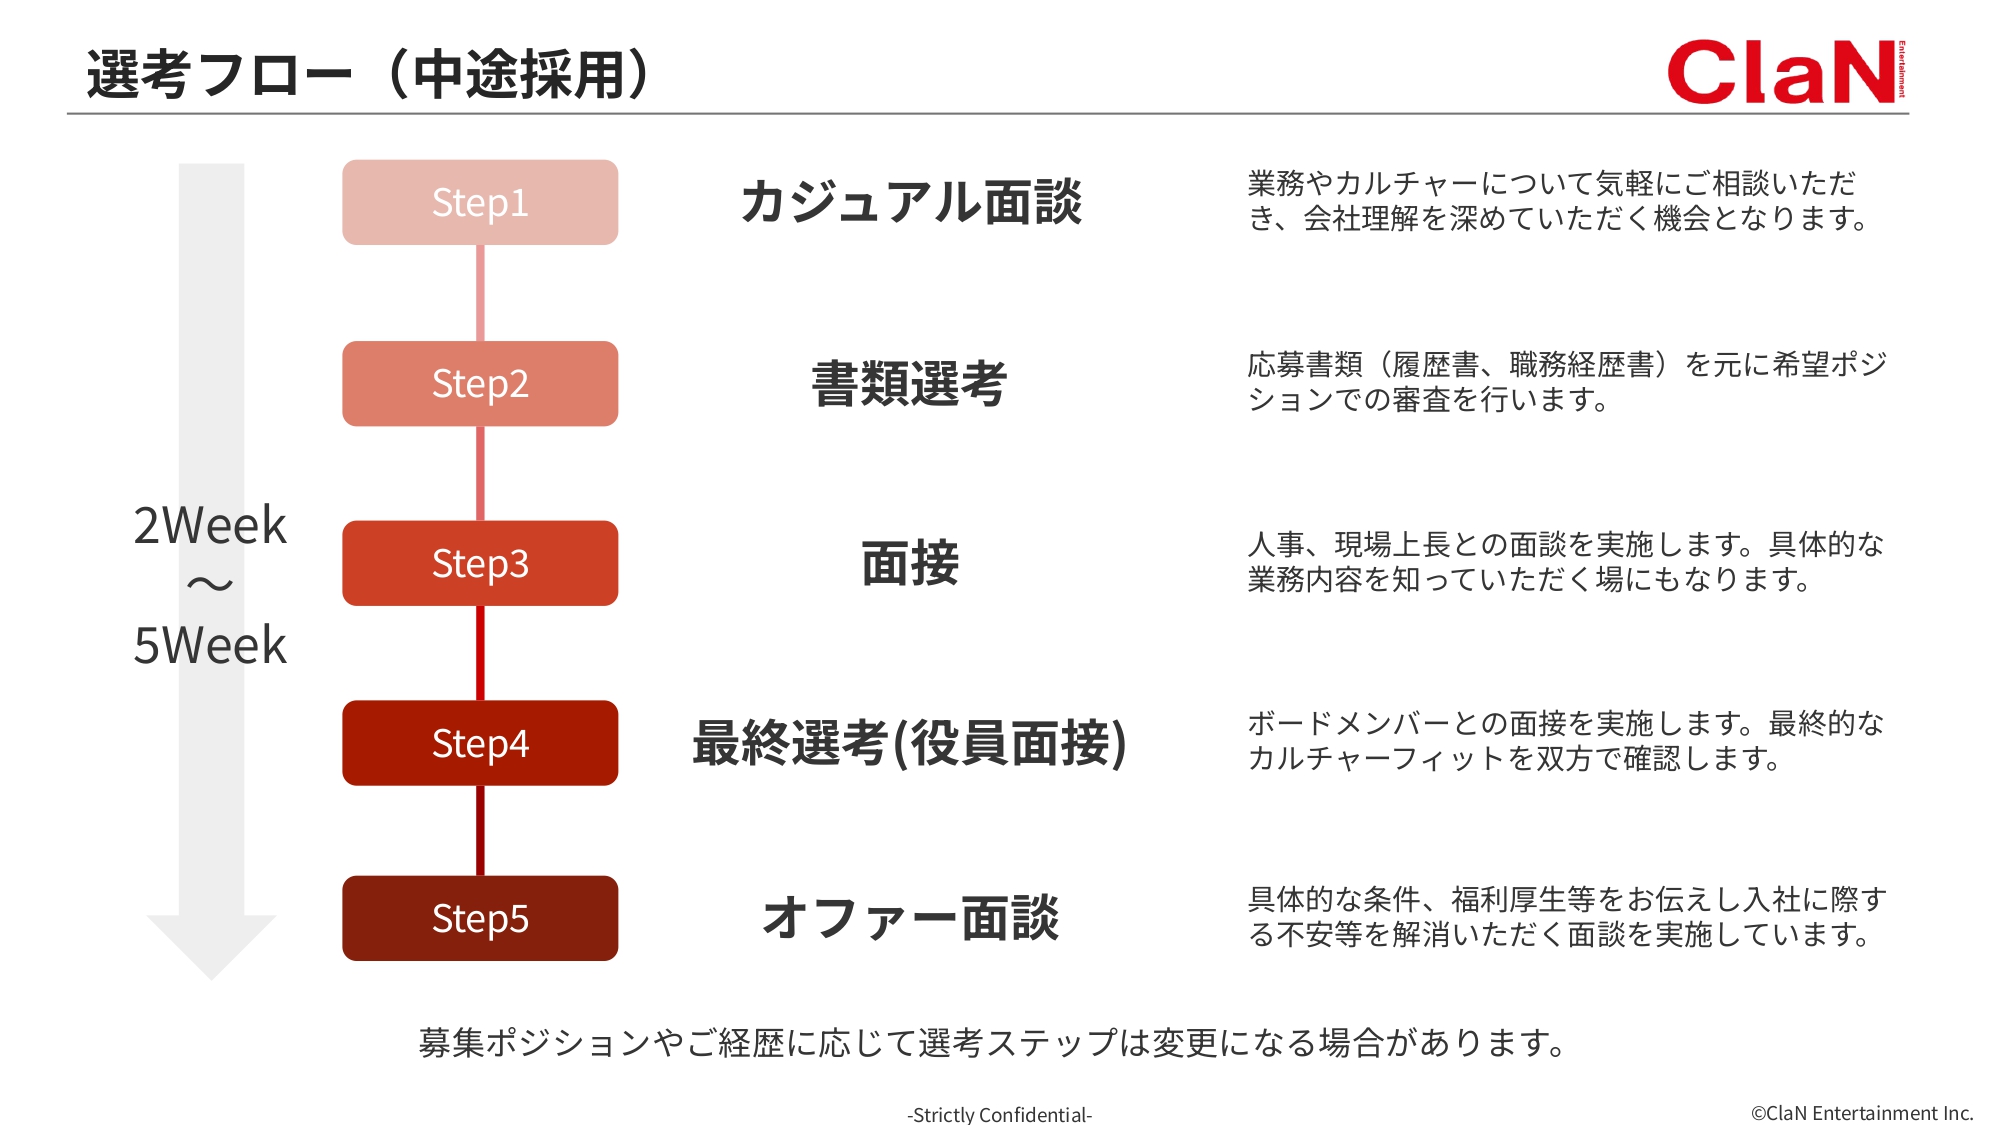 選考フロー（中途採用）
ClaN Entertainment
Step1
カジュアル面談
業務やカルチャーについて気軽にご相談いただ
き、会社理解を深めていただく機会となります。
Step2
書類選考
応募書類（履歴書、職務経歴書）を元に希望ポジ
ションでの審査を行います。
2Week
～
5Week
Step3
面接
人事、現場上長との面談を実施します。具体的な
業務内容を知っていただく場にもなります。
Step4
最終選考(役員面接)
ボードメンバーとの面接を実施します。最終的な
カルチャーフィットを双方で確認します。
Step5
オファー面談
具体的な条件、福利厚生等をお伝えし入社に際す
る不安等を解消いただく面談を実施しています。
募集ポジションやご経歴に応じて選考ステップは変更になる場合があります。
-Strictly Confidential-
©ClaN Entertainment Inc.